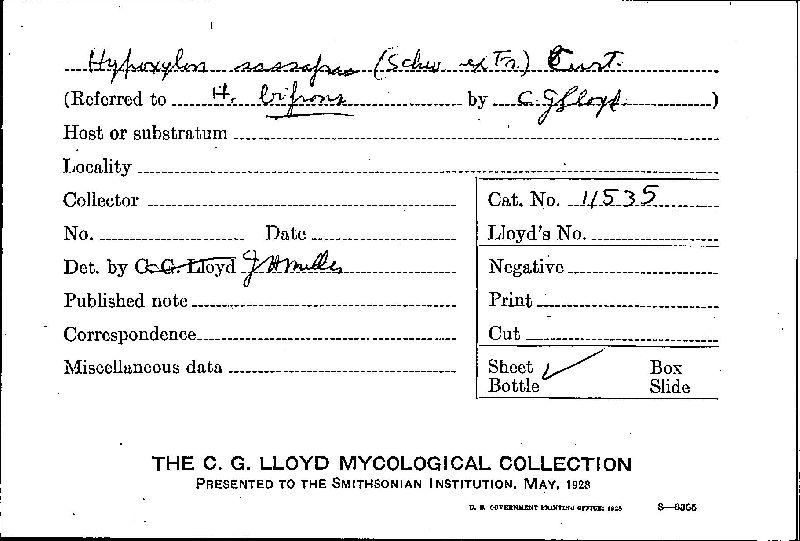 Hypoxylon sassafras (Schw ex Fr.) Curt.
(Referred to H. bifrons by C. G Lloyd )
Host or substratum
Locality
Collector
Cat. No. 11535
No. Date
Lloyd's No.
Det. by C. G. Lloyd J H Miller
Negative
Published note
Print
Correspondence
Cut
Miscellaneous data
Sheet ✓ Box
Bottle Slide
THE C. G. LLOYD MYCOLOGICAL COLLECTION
PRESENTED TO THE SMITHSONIAN INSTITUTION, MAY, 1928
U. S. GOVERNMENT PRINTING OFFICE: 1928